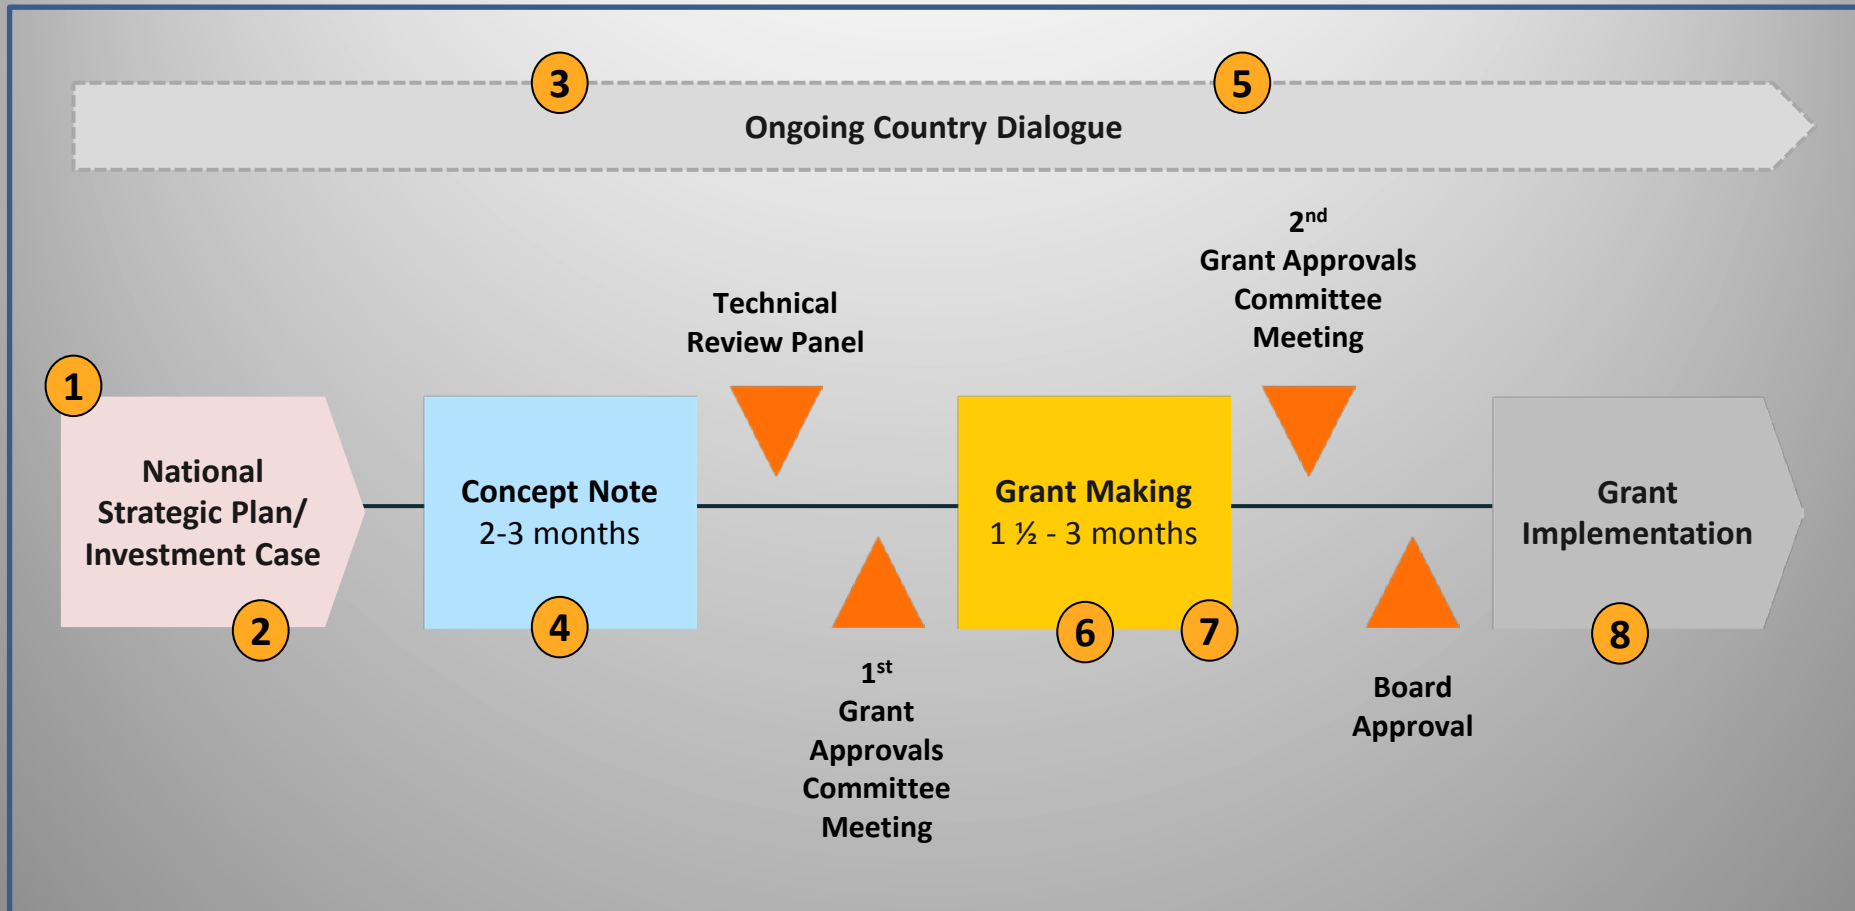 3
5
Ongoing Country Dialogue
2nd
Grant Approvals
Committee
Meeting
Technical
Review Panel
1
National
Strategic Plan/
Investment Case
2
Concept Note
2-3 months
4
1st
Grant
Approvals
Committee
Meeting
Grant Making
1 ½ - 3 months
6
7
Board
Approval
Grant
Implementation
8